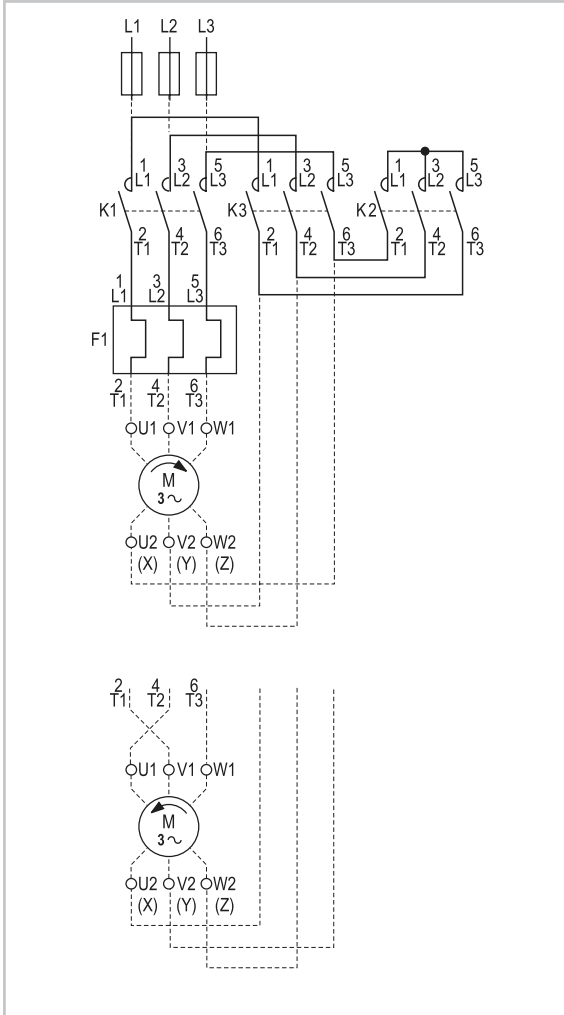 L1 L2 L3
1 3 5 1 3 5 1 3 5
L1 L2 L3 L1 L2 L3 L1 L2 L3
K1 K3 K2
2 4 6 2 4 6 2 4 6
T1 T2 T3 T1 T2 T3 T1 T2 T3
1 3 5
L1 L2 L3
F1
2 4 6
T1 T2 T3
U1 V1 W1
M
3 ~
U2 V2 W2
(X) (Y) (Z)
2 4 6
T1 T2 T3
U1 V1 W1
M
3 ~
U2 V2 W2
(X) (Y) (Z)